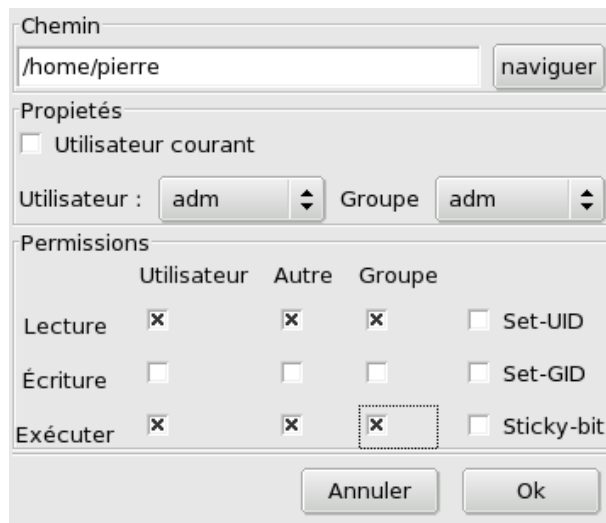 Chemin
/home/pierre naviguer
Propietés
Utilisateur courant
Utilisateur : adm Groupe adm
Permissions
Utilisateur Autre Groupe
Lecture Set-UID
Écriture Set-GID
Exécuter Sticky-bit
Annuler Ok